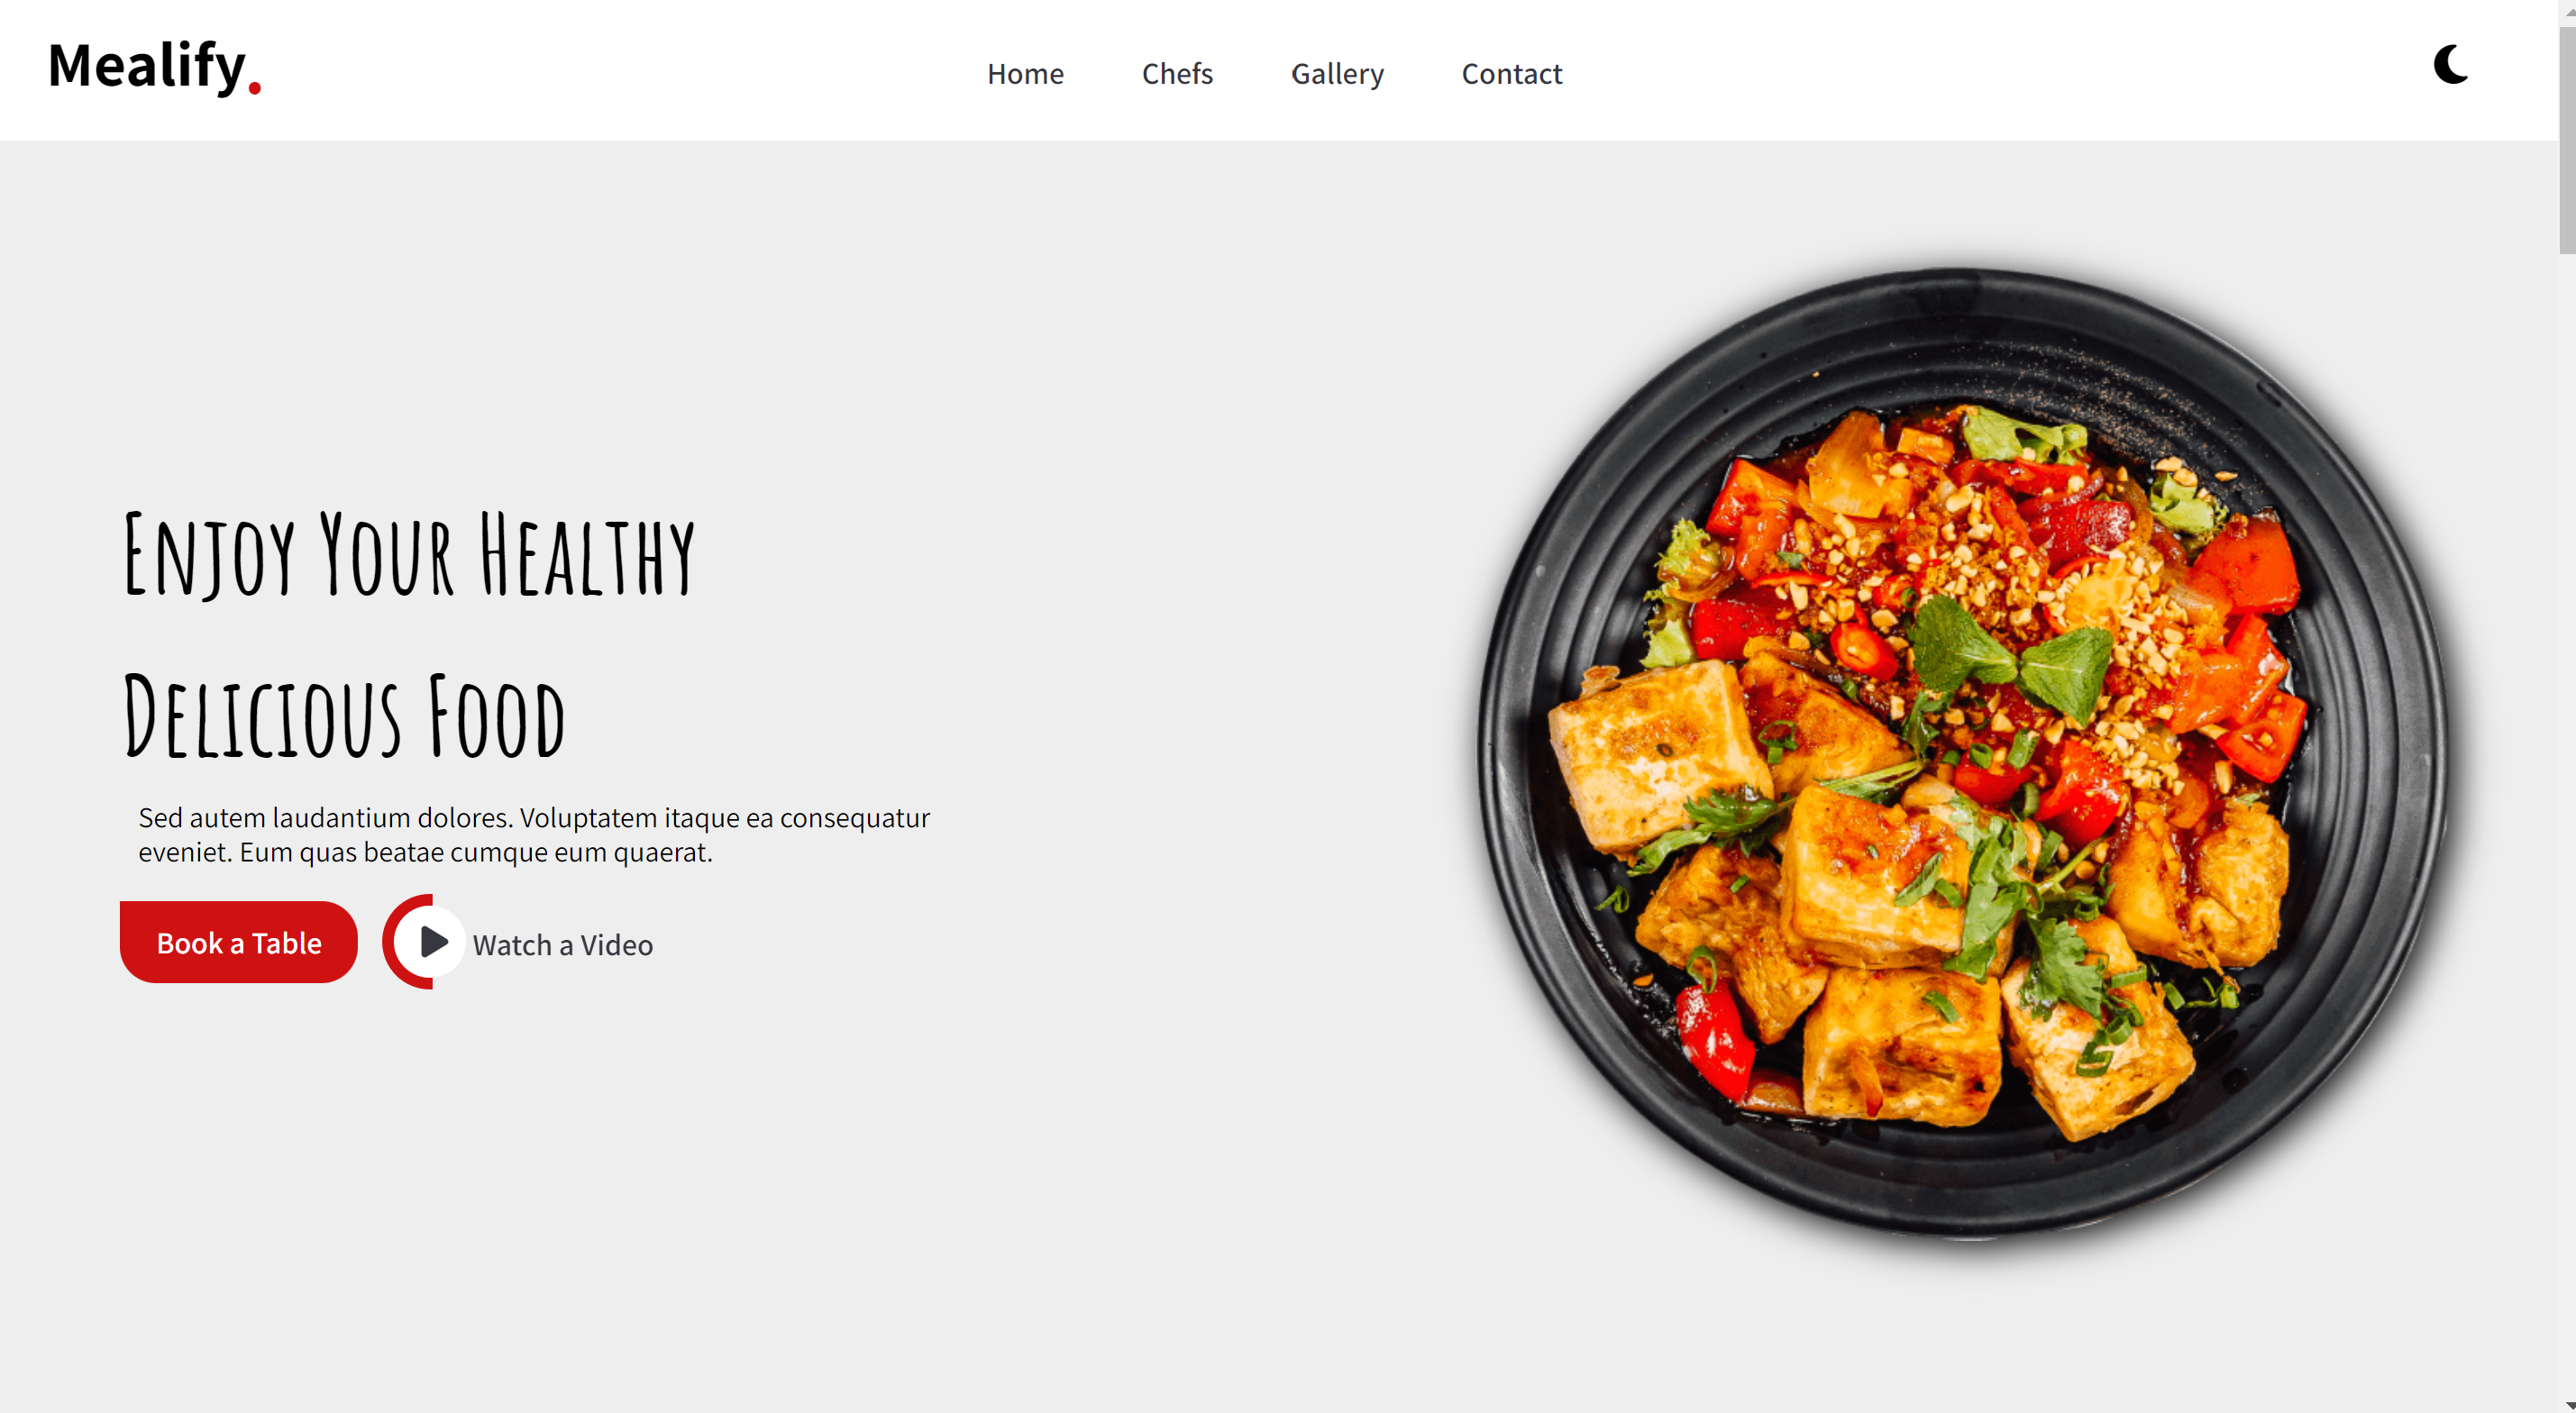 Mealify.
Home Chefs Gallery Contact
Enjoy Your Healthy
Delicious Food
Sed autem laudantium dolores. Voluptatem itaque ea consequatur
eveniet. Eum quas beatae cumque eum quaerat.
Book a Table Watch a Video